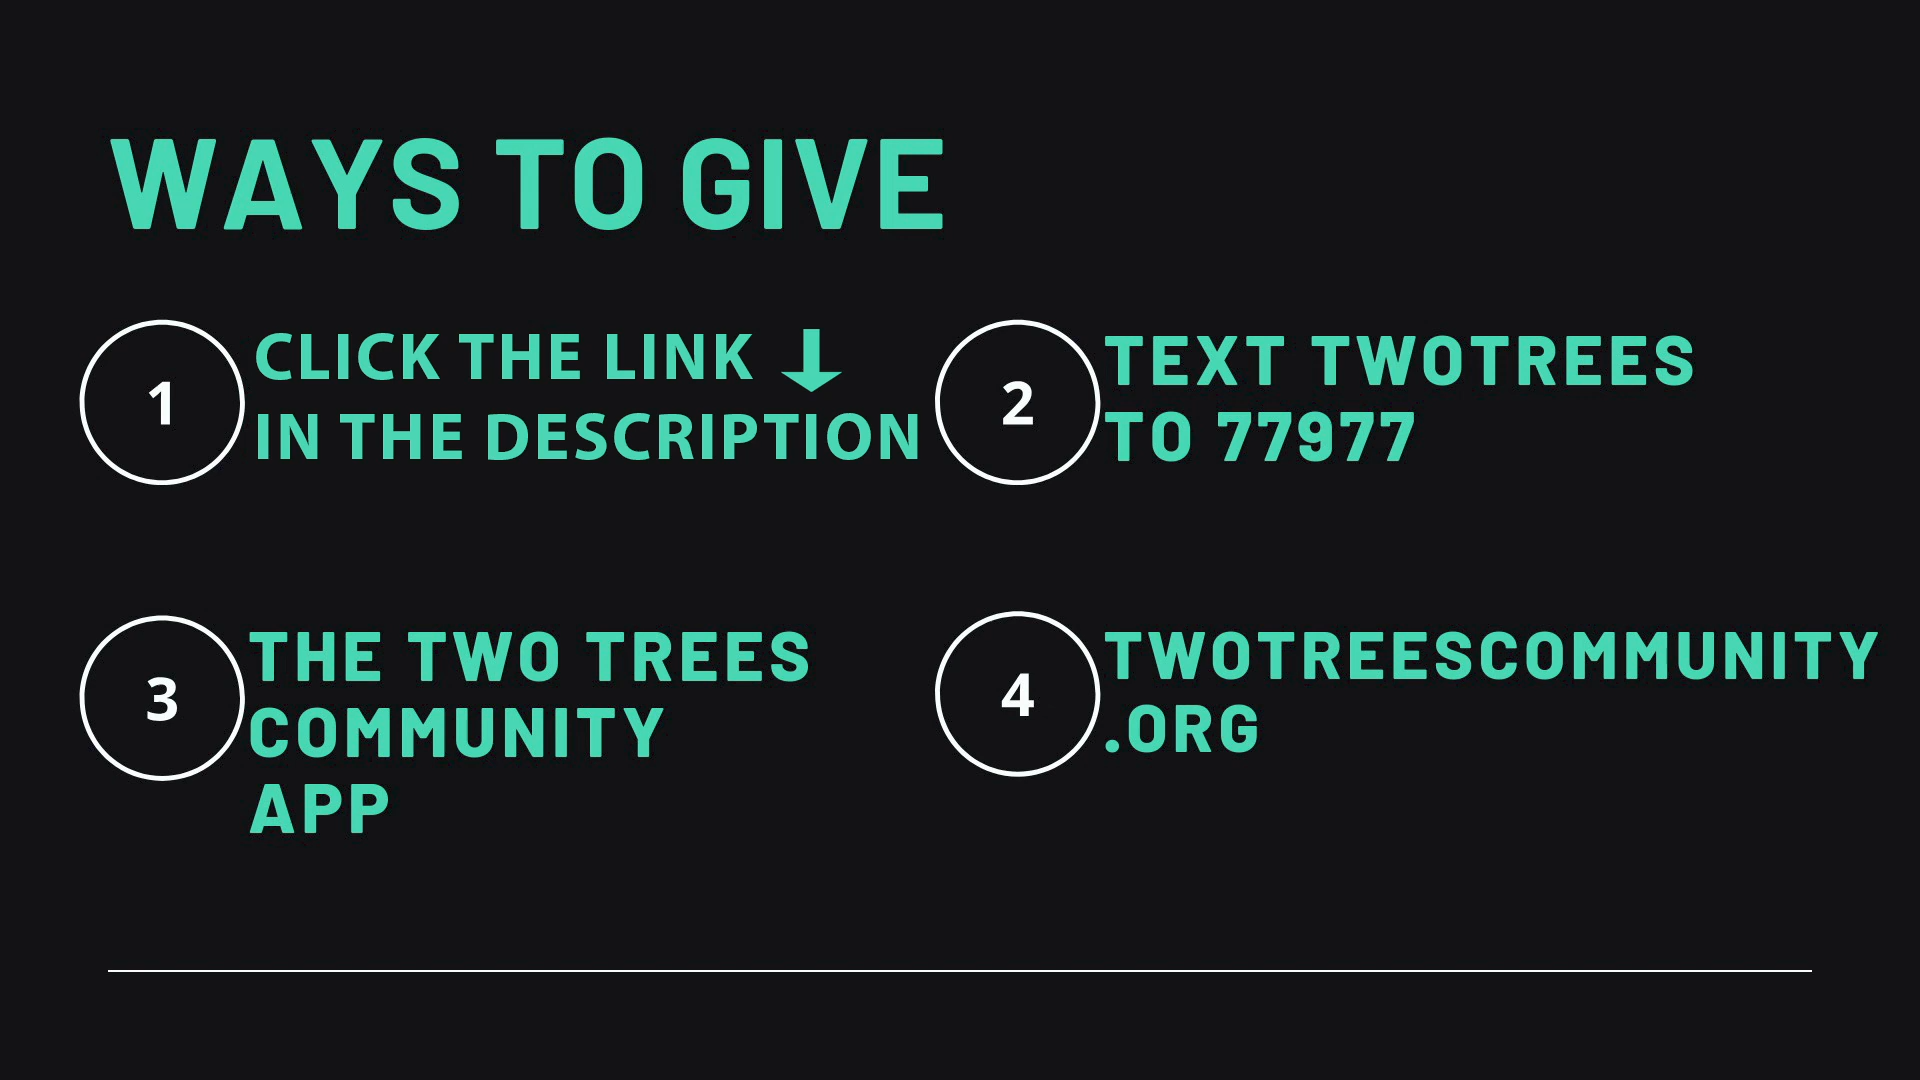 WAYS TO GIVE
1
CLICK THE LINK ⬇
IN THE DESCRIPTION
2
TEXT TWOTREES
TO 77977
3
THE TWO TREES
COMMUNITY
APP
4
TWOTREESCOMMUNITY
.ORG